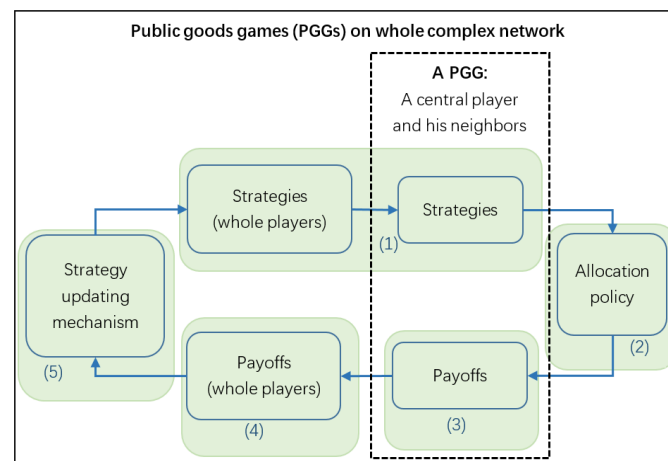 Public goods games (PGGs) on whole complex network
A PGG:
A central player
and his neighbors
Strategies
(whole players)
Strategies
(1)
Strategy
updating
mechanism
(5)
Allocation
policy
(2)
Payoffs
(whole players)
(4)
Payoffs
(3)